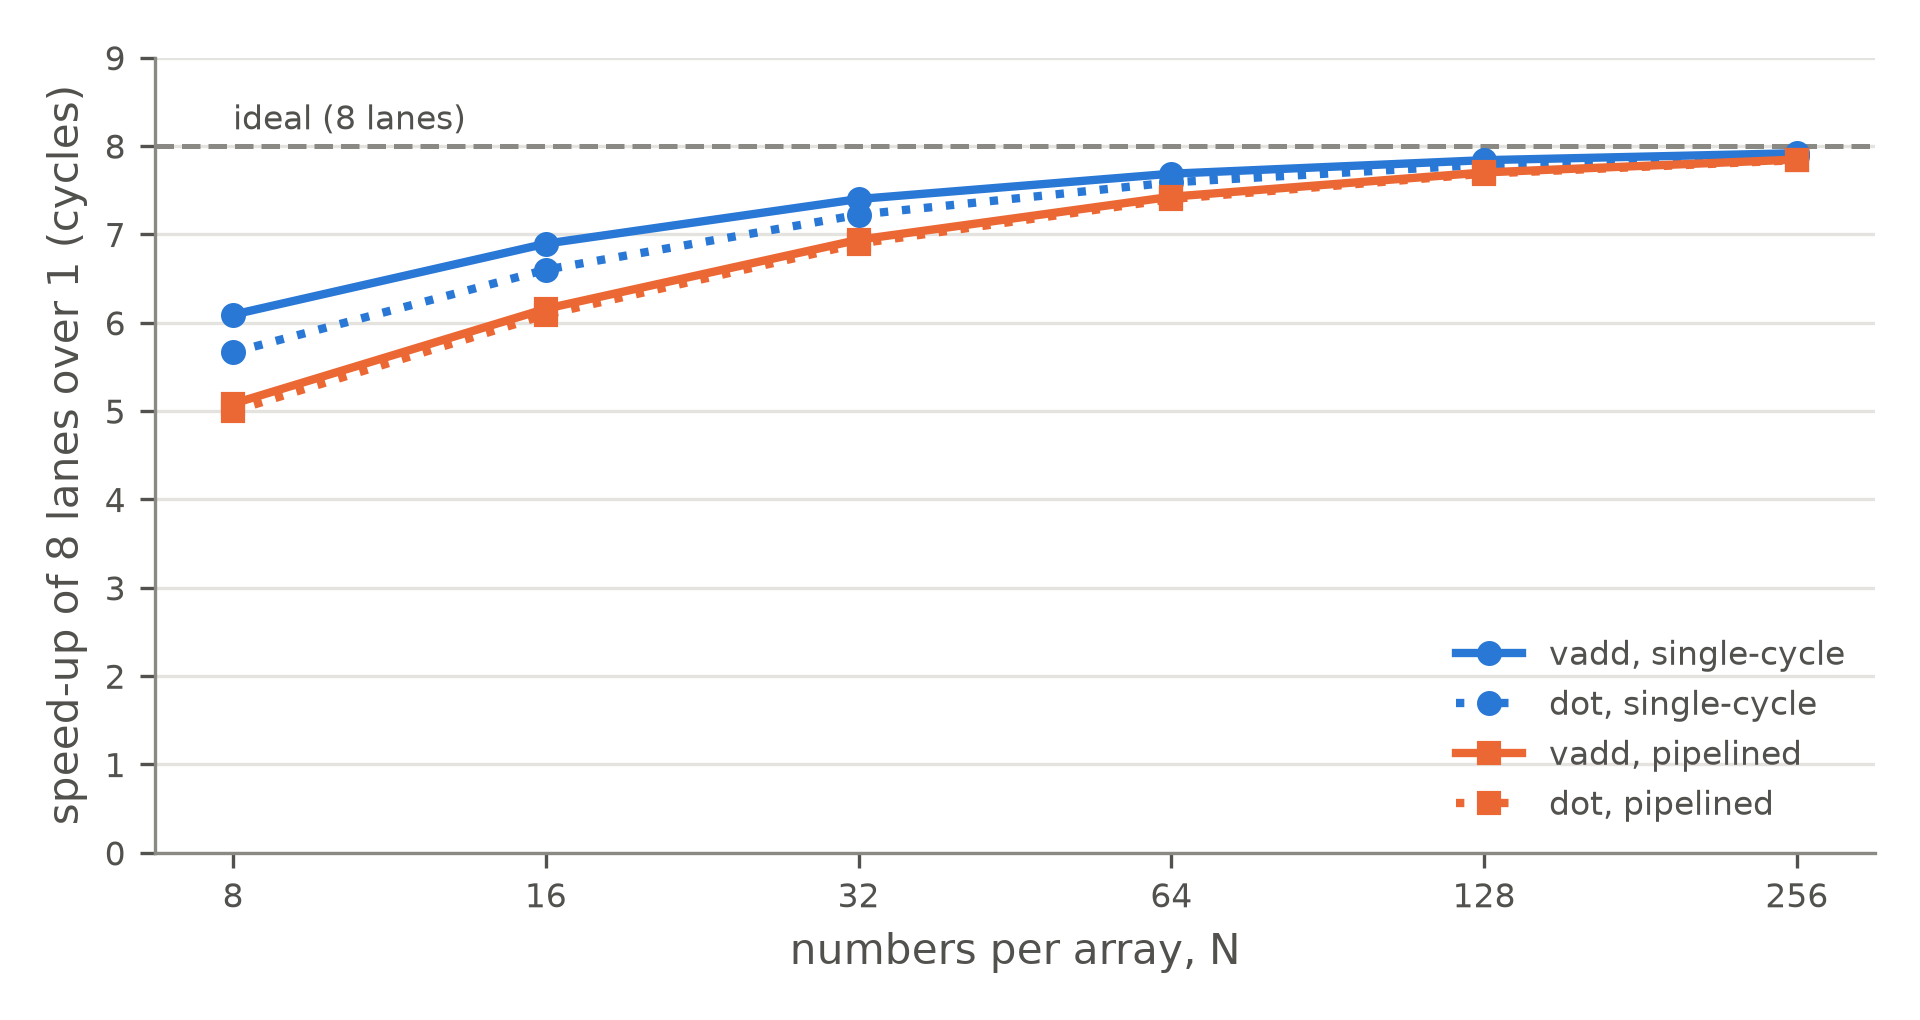 speed-up of 8 lanes over 1 (cycles)
9
8
7
6
5
4
3
2
1
0
ideal (8 lanes)
vadd, single-cycle
dot, single-cycle
vadd, pipelined
dot, pipelined
8 16 32 64 128 256
numbers per array, N